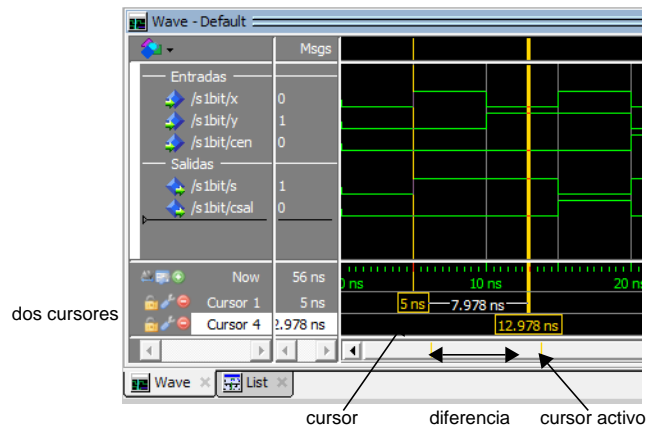 Wave - Default
Msgs
Entradas
/s1bit/x 0
/s1bit/y 1
/s1bit/cen 0
Salidas
/s1bit/s 1
/s1bit/csal 0
Now 56 ns 0 ns 10 ns 20 n
Cursor 1 5 ns 5 ns 7.978 ns
dos cursores Cursor 4 2.978 ns 12.978 ns
Wave List
cursor diferencia cursor activo